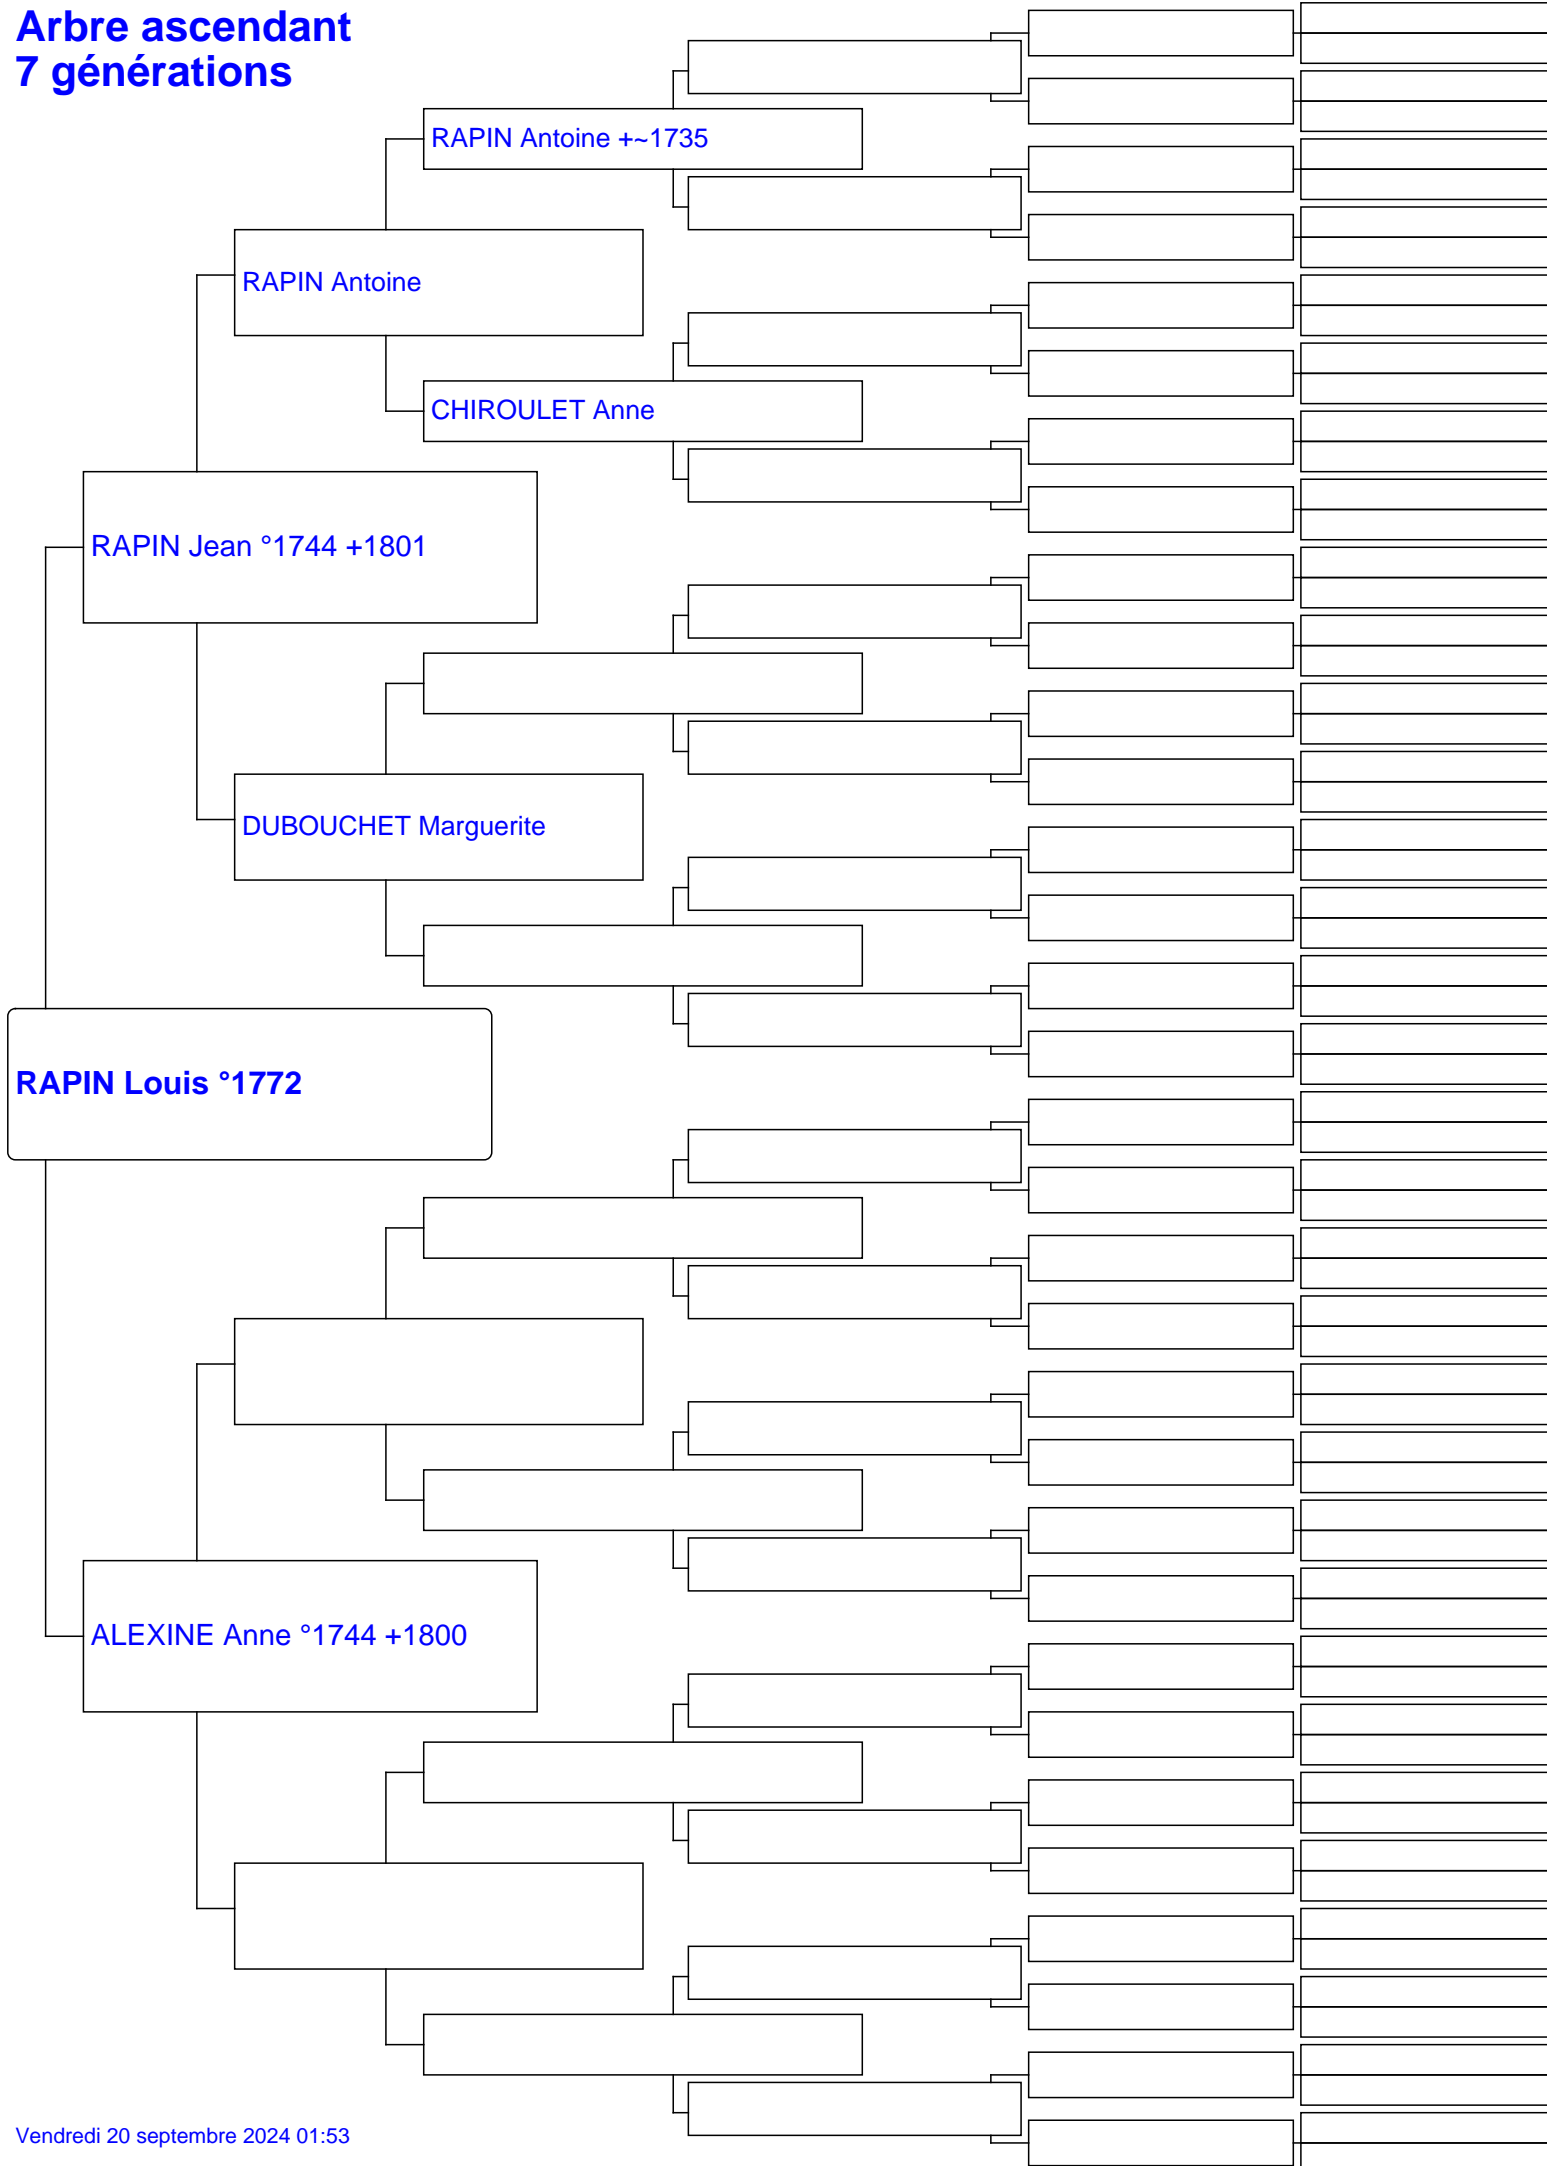 Arbre ascendant
7 générations
RAPIN Antoine +~1735
RAPIN Antoine
CHIROULET Anne
RAPIN Jean °1744 +1801
DUBOUCHET Marguerite
RAPIN Louis °1772
ALEXINE Anne °1744 +1800
Vendredi 20 septembre 2024 01:53